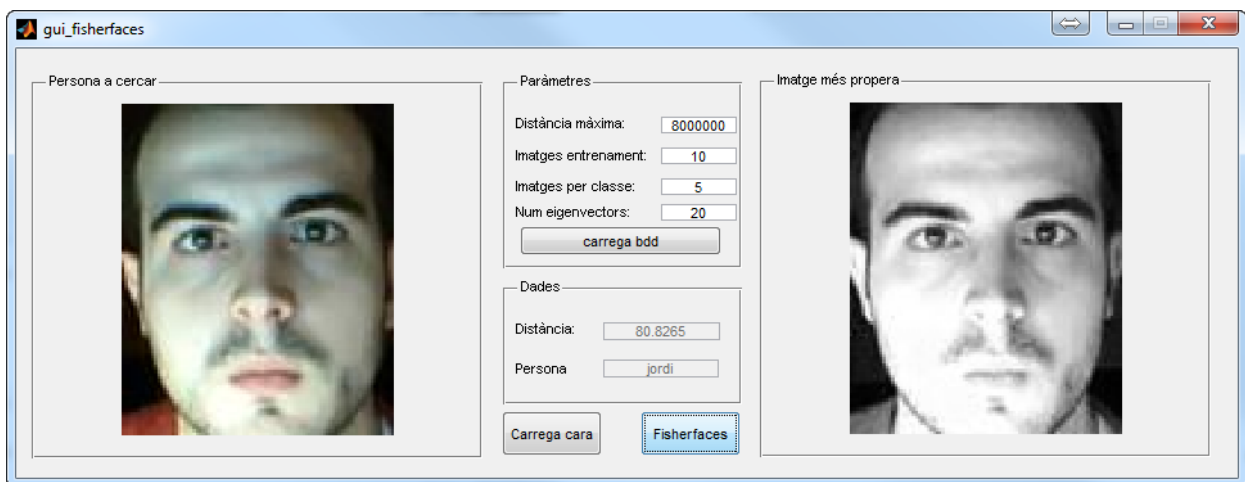 gui_fisherfaces
Persona a cercar
Paràmetres
Distància màxima: 8000000
Imatges entrenament: 10
Imatges per classe: 5
Num eigenvectors: 20
carrega bdd
Dades
Distància: 80.8265
Persona jordi
Carrega cara
Fisherfaces
Imatge més propera